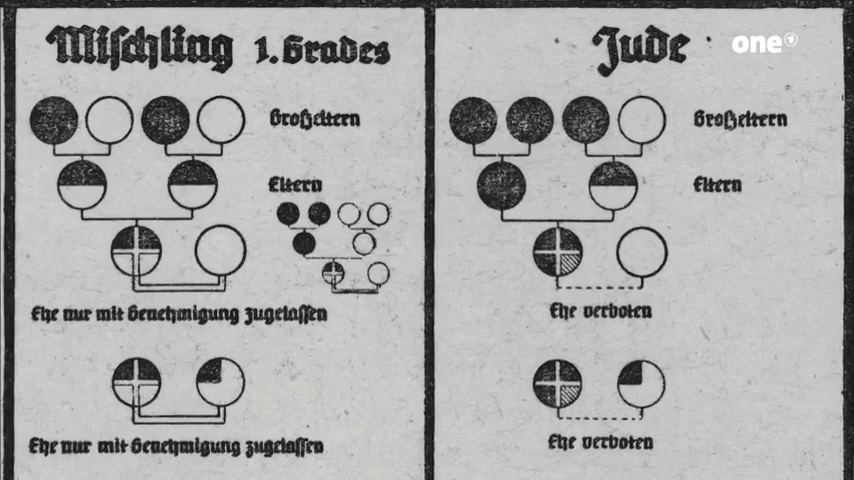 Mischling 1. Grades
Großeltern
Eltern
Ehe nur mit Genehmigung zugelassen
Ehe nur mit Genehmigung zugelassen
Jude
one
Großeltern
Eltern
Ehe verboten
Ehe verboten